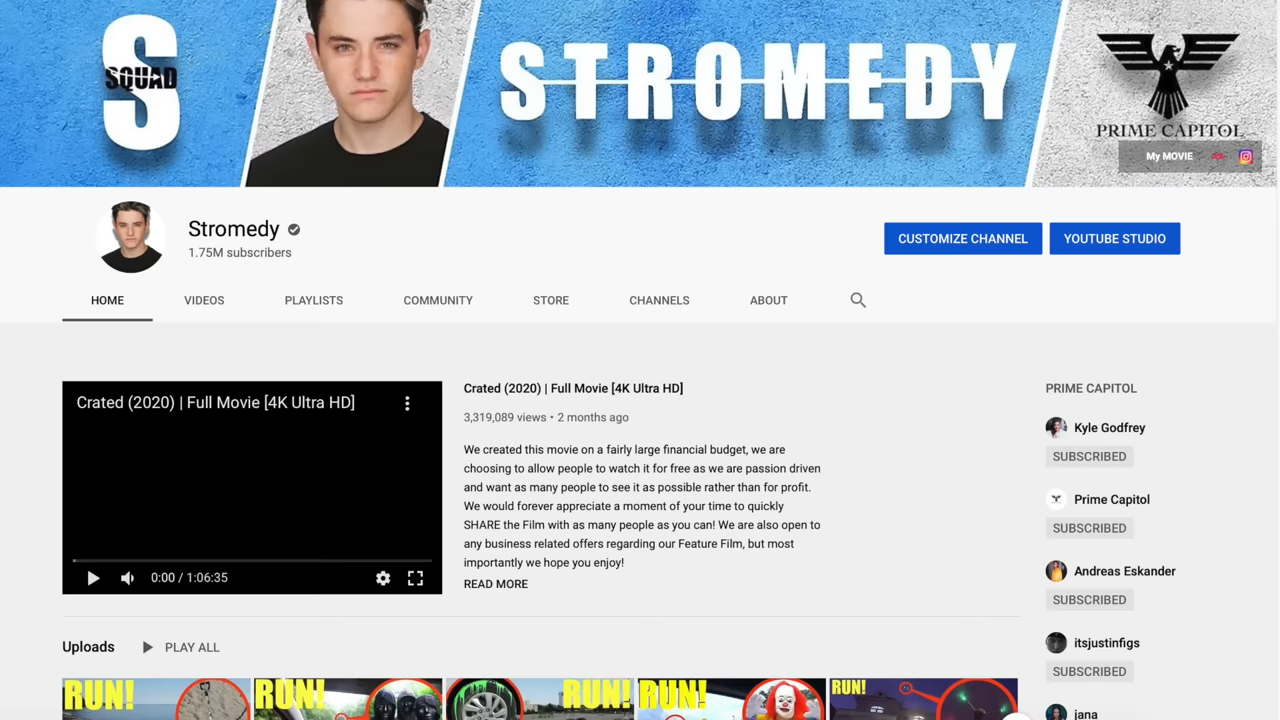 S
SQUAD
STROMEDY
PRIME CAPITOL
My MOVIE
Stromedy
1.75M subscribers
CUSTOMIZE CHANNEL
YOUTUBE STUDIO
HOME VIDEOS PLAYLISTS COMMUNITY STORE CHANNELS ABOUT
Crated (2020) | Full Movie [4K Ultra HD]
0:00 / 1:06:35
Crated (2020) | Full Movie [4K Ultra HD]
3,319,089 views • 2 months ago
We created this movie on a fairly large financial budget, we are
choosing to allow people to watch it for free as we are passion driven
and want as many people to see it as possible rather than for profit.
We would forever appreciate a moment of your time to quickly
SHARE the Film with as many people as you can! We are also open to
any business related offers regarding our Feature Film, but most
importantly we hope you enjoy!
READ MORE
PRIME CAPITOL
Kyle Godfrey
SUBSCRIBED
Prime Capitol
SUBSCRIBED
Andreas Eskander
SUBSCRIBED
itsjustinfigs
SUBSCRIBED
jana
Uploads PLAY ALL
RUN!
RUN!
RUN!
RUN!
RUN!